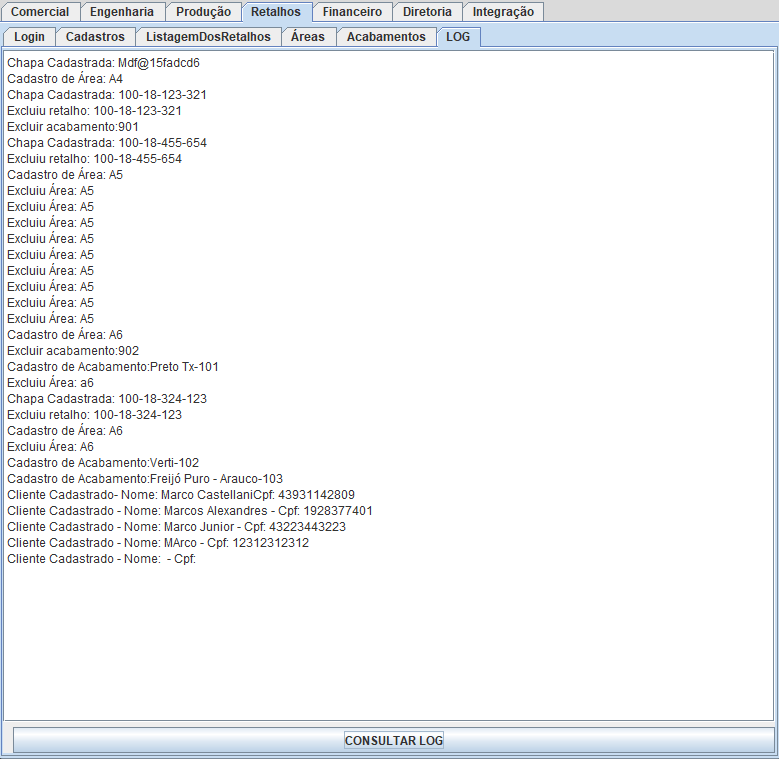 Comercial Engenharia Produção Retalhos Financeiro Diretoria Integração
Login Cadastros ListagemDosRetalhos Áreas Acabamentos LOG
Chapa Cadastrada: Mdf@15fadcd6
Cadastro de Área: A4
Chapa Cadastrada: 100-18-123-321
Excluiu retalho: 100-18-123-321
Excluir acabamento:901
Chapa Cadastrada: 100-18-455-654
Excluiu retalho: 100-18-455-654
Cadastro de Área: A5
Excluiu Área: A5
Excluiu Área: A5
Excluiu Área: A5
Excluiu Área: A5
Excluiu Área: A5
Excluiu Área: A5
Excluiu Área: A5
Excluiu Área: A5
Excluiu Área: A5
Cadastro de Área: A6
Excluir acabamento:902
Cadastro de Acabamento:Preto Tx-101
Excluiu Área: a6
Chapa Cadastrada: 100-18-324-123
Excluiu retalho: 100-18-324-123
Cadastro de Área: A6
Excluiu Área: A6
Cadastro de Acabamento:Verti-102
Cadastro de Acabamento:Freijó Puro - Arauco-103
Cliente Cadastrado- Nome: Marco CastellaniCpf: 43931142809
Cliente Cadastrado - Nome: Marcos Alexandres - Cpf: 1928377401
Cliente Cadastrado - Nome: Marco Junior - Cpf: 43223443223
Cliente Cadastrado - Nome: MArco - Cpf: 12312312312
Cliente Cadastrado - Nome:  - Cpf:
CONSULTAR LOG